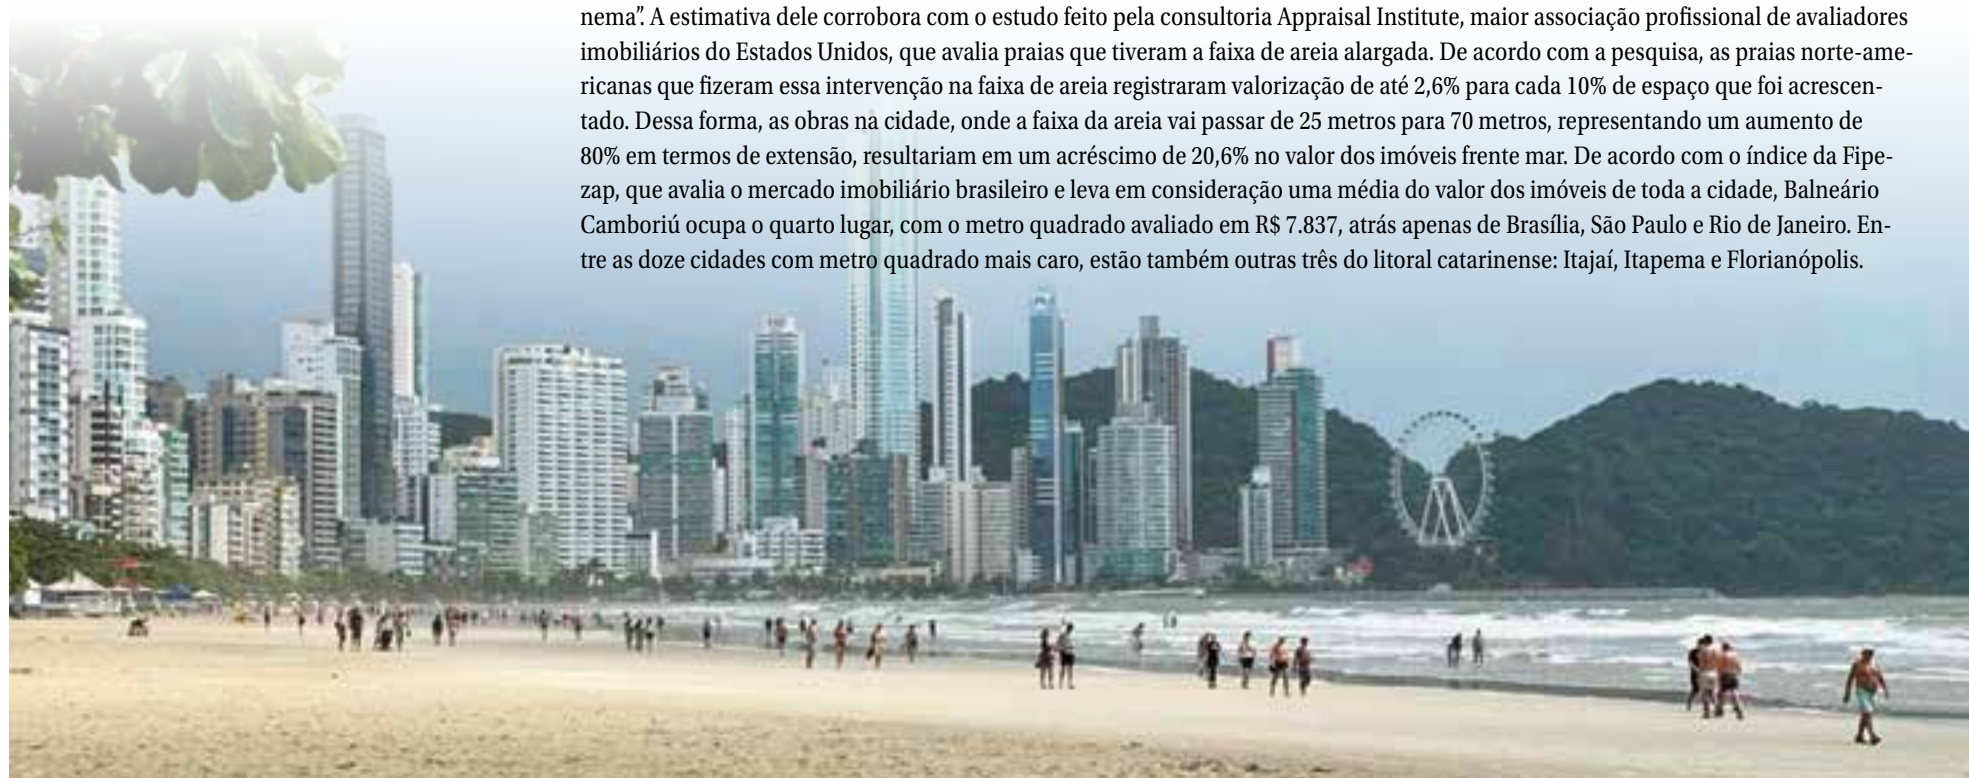 nema”. A estimativa dele corrobora com o estudo feito pela consultoria Appraisal Institute, maior associação profissional de avaliadores
imobiliários do Estados Unidos, que avalia praias que tiveram a faixa de areia alargada. De acordo com a pesquisa, as praias norte-ame-
ricanas que fizeram essa intervenção na faixa de areia registraram valorização de até 2,6% para cada 10% de espaço que foi acrescen-
tado. Dessa forma, as obras na cidade, onde a faixa da areia vai passar de 25 metros para 70 metros, representando um aumento de
80% em termos de extensão, resultariam em um acréscimo de 20,6% no valor dos imóveis frente mar. De acordo com o índice da Fipe-
zap, que avalia o mercado imobiliário brasileiro e leva em consideração uma média do valor dos imóveis de toda a cidade, Balneário
Camboriú ocupa o quarto lugar, com o metro quadrado avaliado em R$ 7.837, atrás apenas de Brasília, São Paulo e Rio de Janeiro. En-
tre as doze cidades com metro quadrado mais caro, estão também outras três do litoral catarinense: Itajaí, Itapema e Florianópolis.